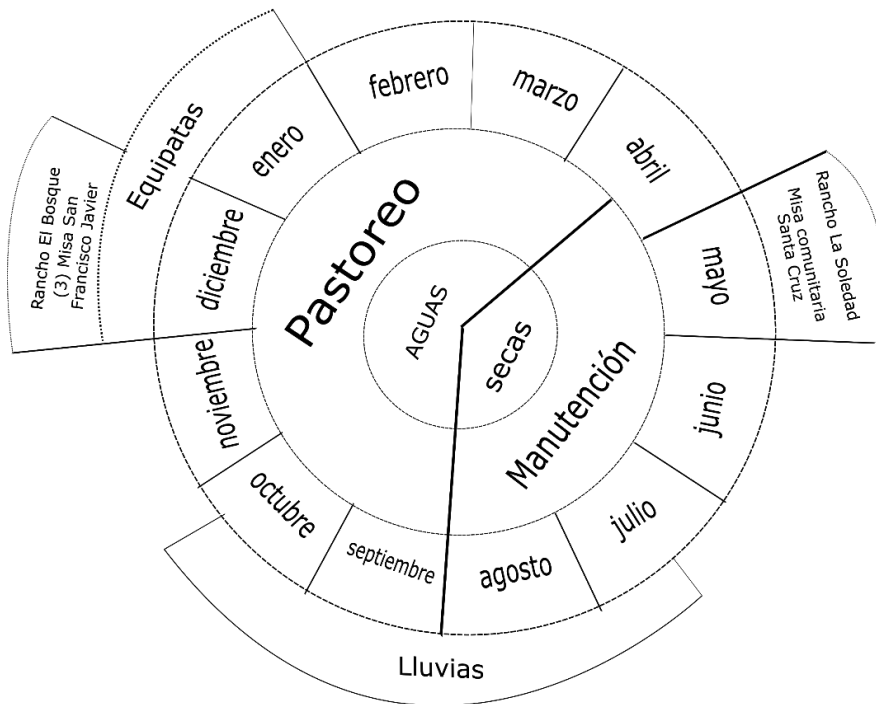 Equipatas
Rancho El Bosque
(3) Misa San
Francisco Javier
enero
febrero
marzo
abril
mayo
junio
julio
agosto
septiembre
octubre
noviembre
diciembre
Rancho La Soledad
Misa comunitaria
Santa Cruz
Pastoreo
Manutención
AGUAS
secas
Lluvias